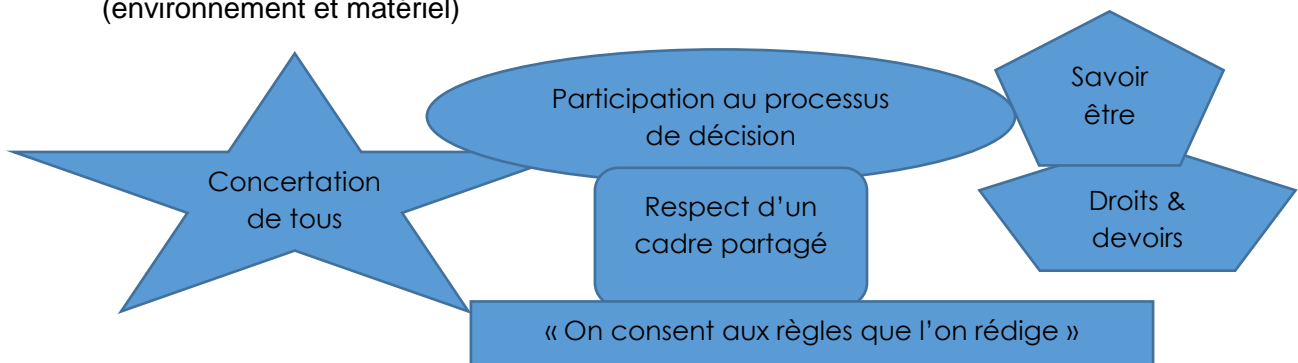 (environnement et matériel)
Concertation
de tous
Participation au processus
de décision
Respect d’un
cadre partagé
Savoir
être
Droits &
devoirs
« On consent aux règles que l’on rédige »